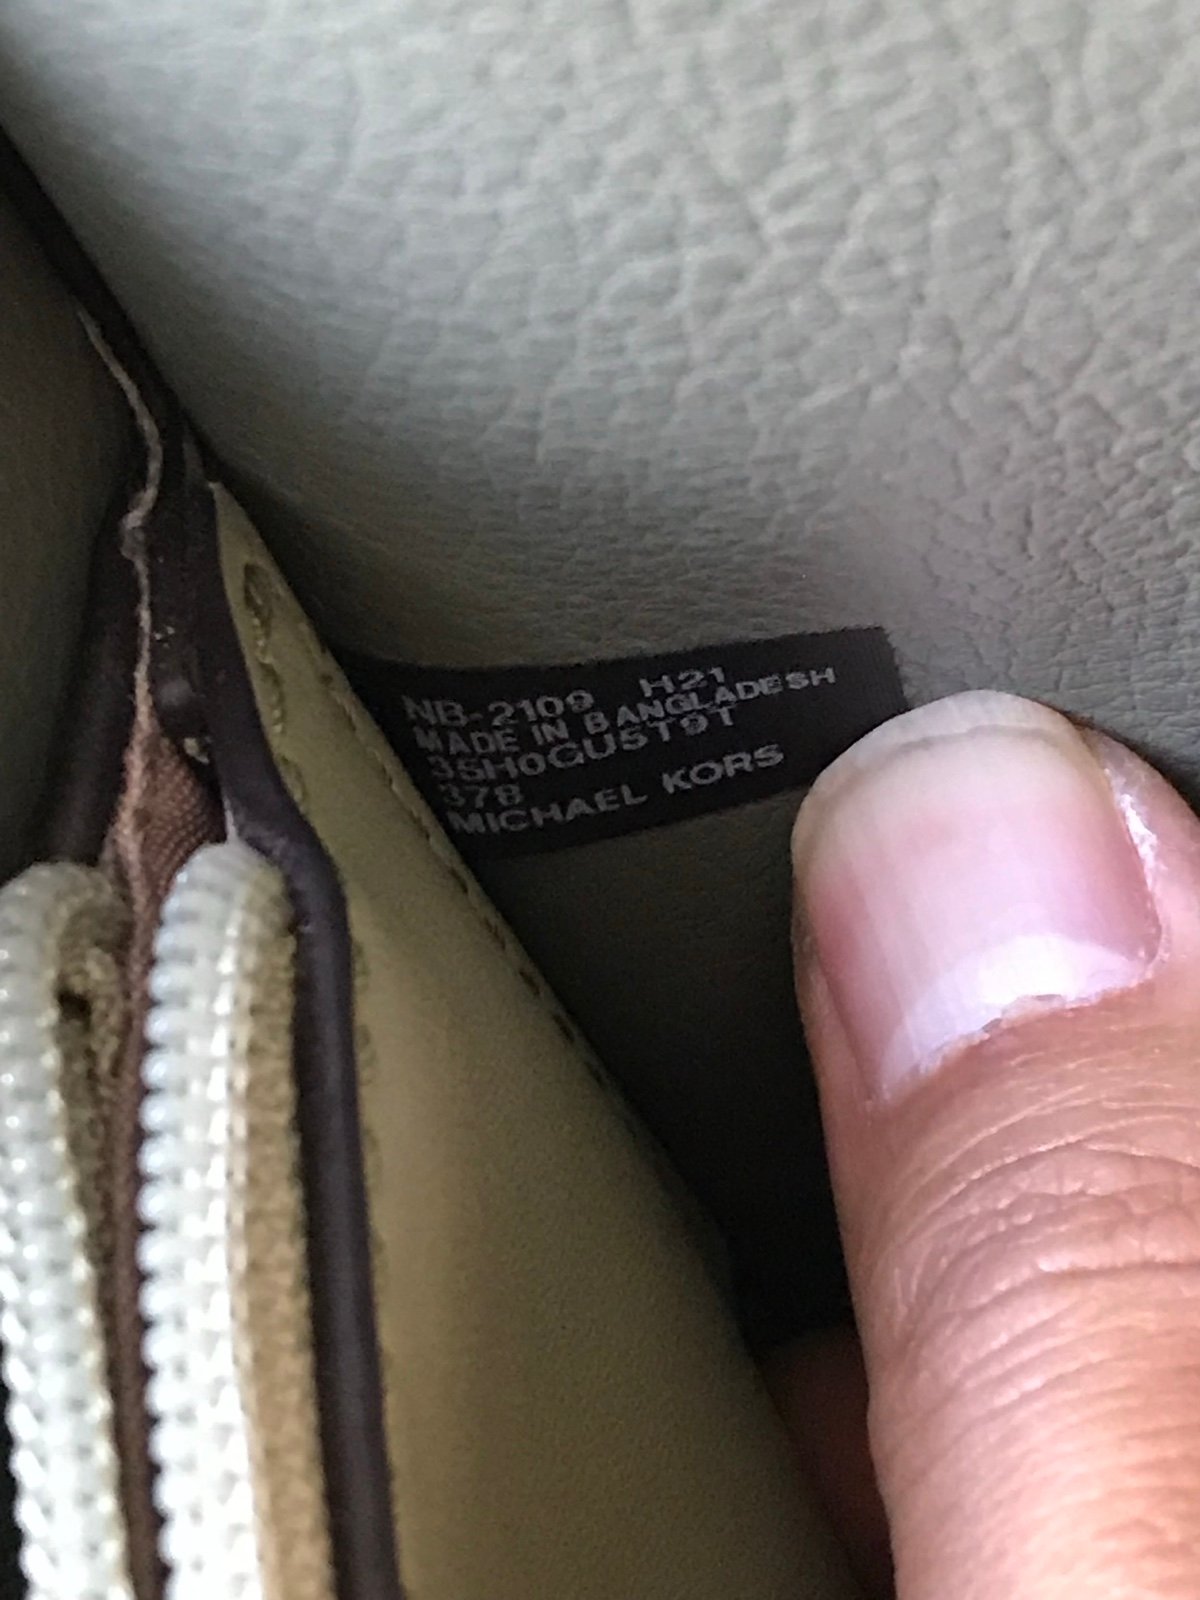 NB-2109 H21
MADE IN BANGLADESH
35H0GU5T9T
378
MICHAEL KORS